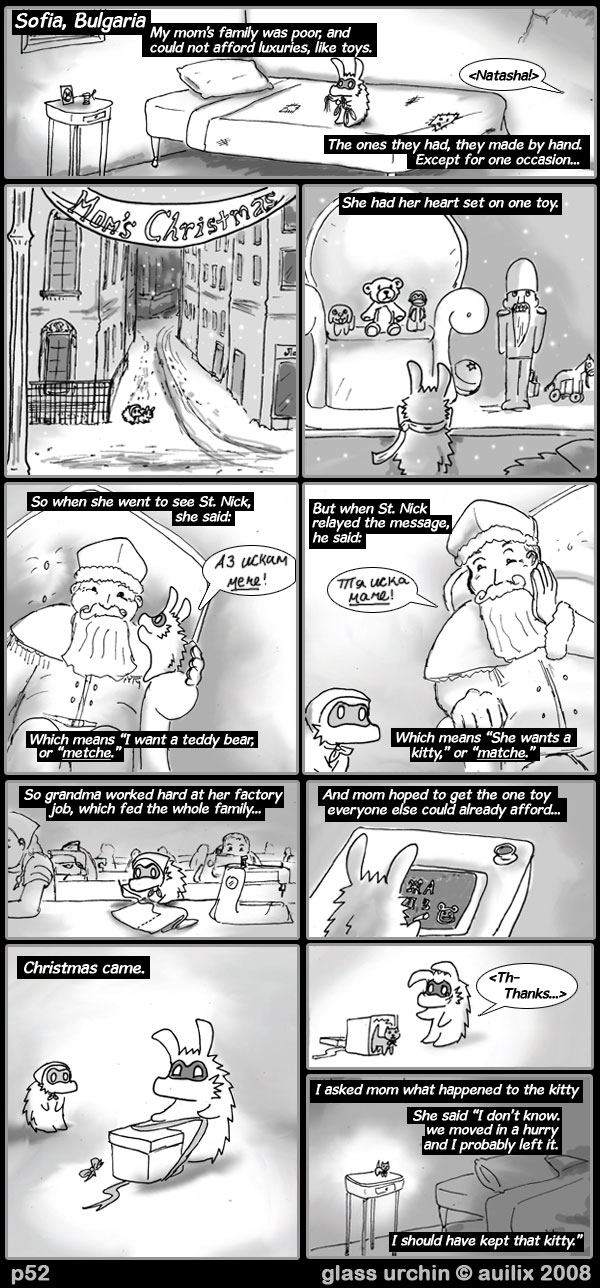 Sofia, Bulgaria
My mom's family was poor, and
could not afford luxuries, like toys.
<Natasha!>
The ones they had, they made by hand.
Except for one occasion...
Mom's Christmas
She had her heart set on one toy.
So when she went to see St. Nick,
she said:
АЗ искам
мече!
Which means "I want a teddy bear,
or "metche."
But when St. Nick
relayed the message,
he said:
Тя иска
маче!
Which means "She wants a
kitty," or "matche."
So grandma worked hard at her factory
job, which fed the whole family...
And mom hoped to get the one toy
everyone else could already afford...
Ж А
Christmas came.
<Th-
Thanks...>
I asked mom what happened to the kitty
She said "I don't know.
we moved in a hurry
and I probably left it.
I should have kept that kitty."
p52
glass urchin © auilix 2008